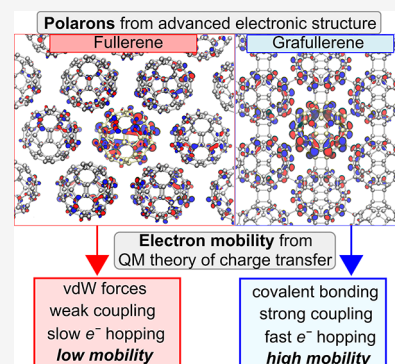 Polarons from advanced electronic structure
Fullerene
Grafullerene
Electron mobility from
QM theory of charge transfer
vdW forces
weak coupling
slow e⁻ hopping
low mobility
covalent bonding
strong coupling
fast e⁻ hopping
high mobility